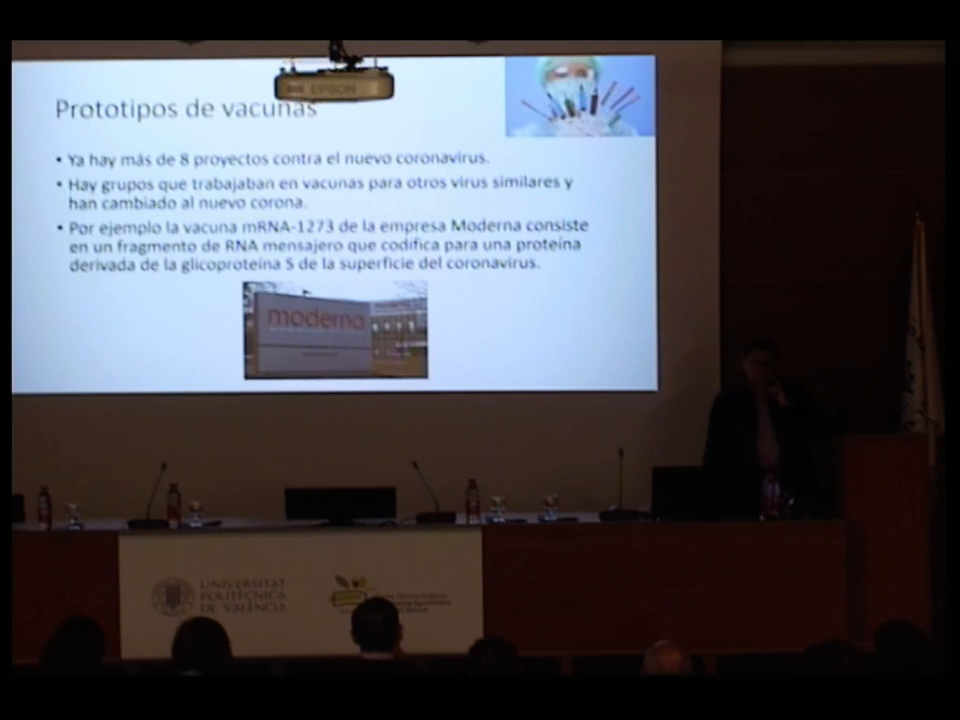 EPSON
Prototipos de vacunas
• Ya hay más de 8 proyectos contra el nuevo coronavirus.
• Hay grupos que trabajaban en vacunas para otros virus similares y
han cambiado al nuevo corona.
• Por ejemplo la vacuna mRNA-1273 de la empresa Moderna consiste
en un fragmento de RNA mensajero que codifica para una proteína
derivada de la glicoproteína S de la superficie del coronavirus.
moderna
UNIVERSITAT
POLITÈCNICA
DE VALÈNCIA